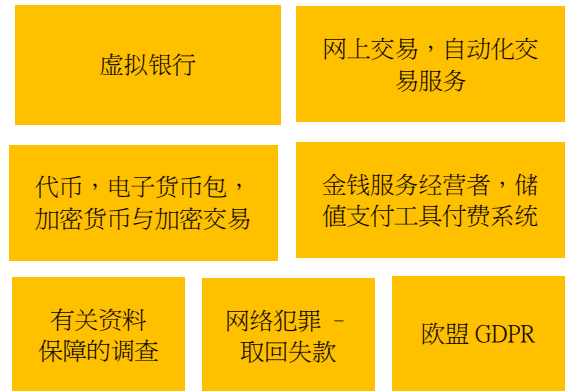 虚拟银行
网上交易，自动化交
易服务
代币，电子货币包，
加密货币与加密交易
金钱服务经营者，储
值支付工具付费系统
有关资料
保障的调查
网络犯罪 -
取回失款
欧盟 GDPR